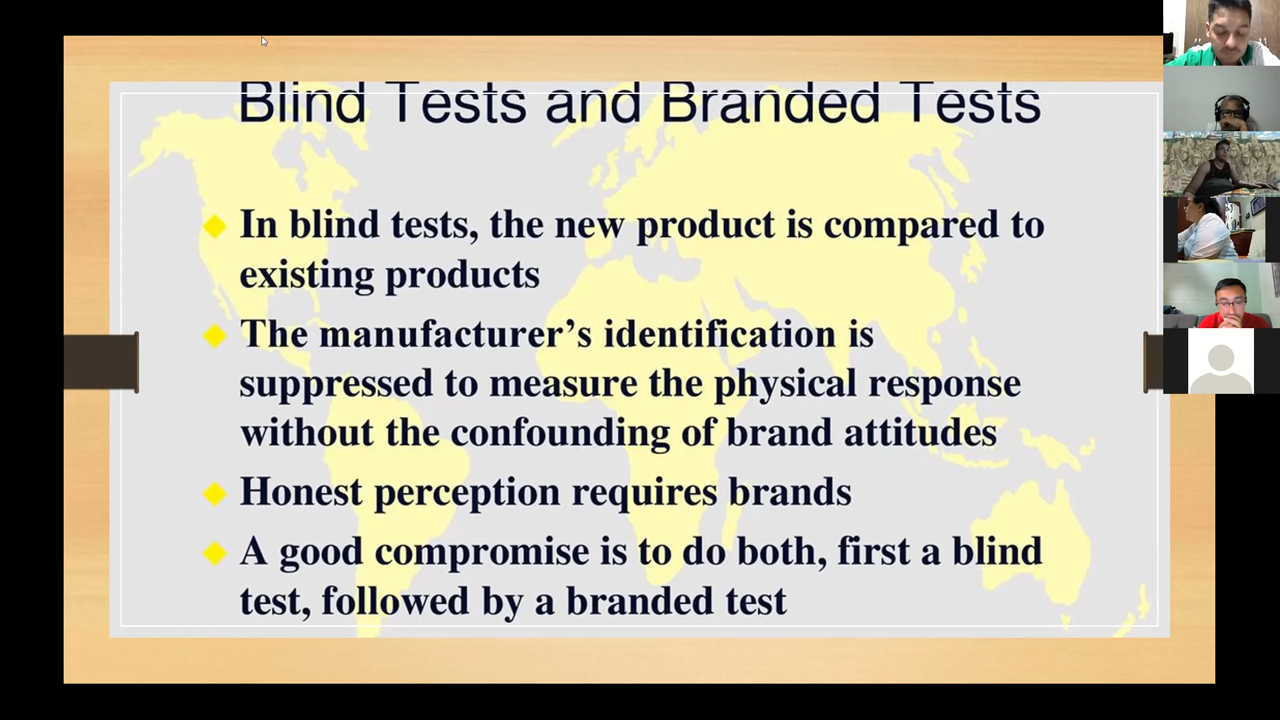 Blind Tests and Branded Tests
In blind tests, the new product is compared to
existing products
The manufacturer’s identification is
suppressed to measure the physical response
without the confounding of brand attitudes
Honest perception requires brands
A good compromise is to do both, first a blind
test, followed by a branded test